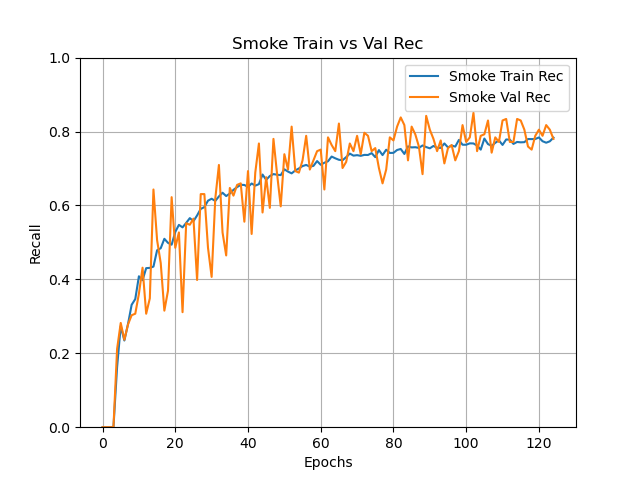 Smoke Train vs Val Rec
Smoke Train Rec
Smoke Val Rec
1.0
0.8
0.6
0.4
0.2
0.0
Recall
0 20 40 60 80 100 120
Epochs